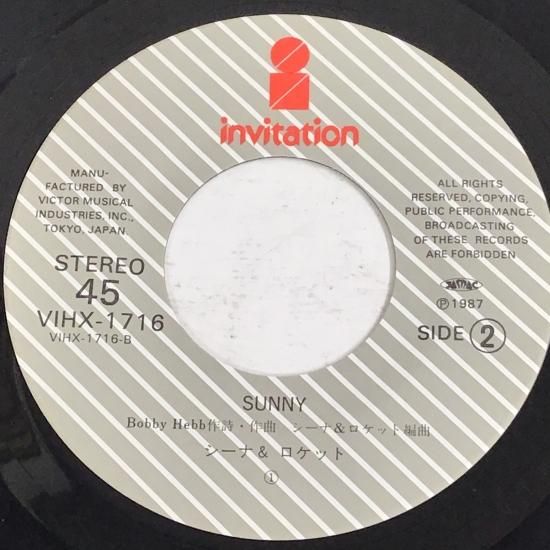 invitation
MANU-
FACTURED BY
VICTOR MUSICAL
INDUSTRIES, INC.,
TOKYO, JAPAN.
STEREO
45
VIHX-1716
VIHX-1716-B
ALL RIGHTS
RESERVED, COPYING,
PUBLIC PERFORMANCE,
BROADCASTING
OF THESE RECORDS
ARE FORBIDDEN
JASRAC
Ⓟ1987
SIDE ②
SUNNY
Bobby Hebb作詩・作曲 シーナ&ロケット編曲
シーナ& ロケット
①